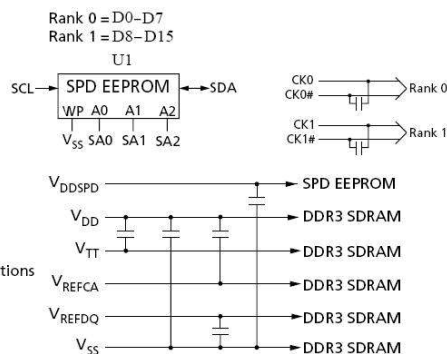 Rank 0 = D0–D7
Rank 1 = D8–D15
U1
SCL SPD EEPROM SDA
WP A0 A1 A2
VSS SA0 SA1 SA2
CK0
CK0#
Rank 0
CK1
CK1#
Rank 1
VDDSPD SPD EEPROM
VDD DDR3 SDRAM
VTT DDR3 SDRAM
tions
VREFCA DDR3 SDRAM
VREFDQ DDR3 SDRAM
VSS DDR3 SDRAM